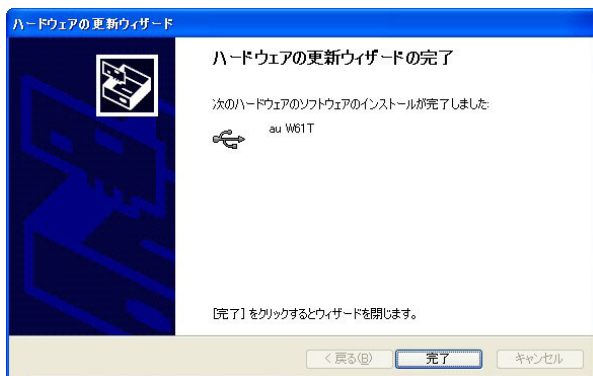 ハードウェアの更新ウィザード
ハードウェアの更新ウィザードの完了
次のハードウェアのソフトウェアのインストールが完了しました:
au W61T
[完了] をクリックするとウィザードを閉じます。
< 戻る(B)
完了
キャンセル